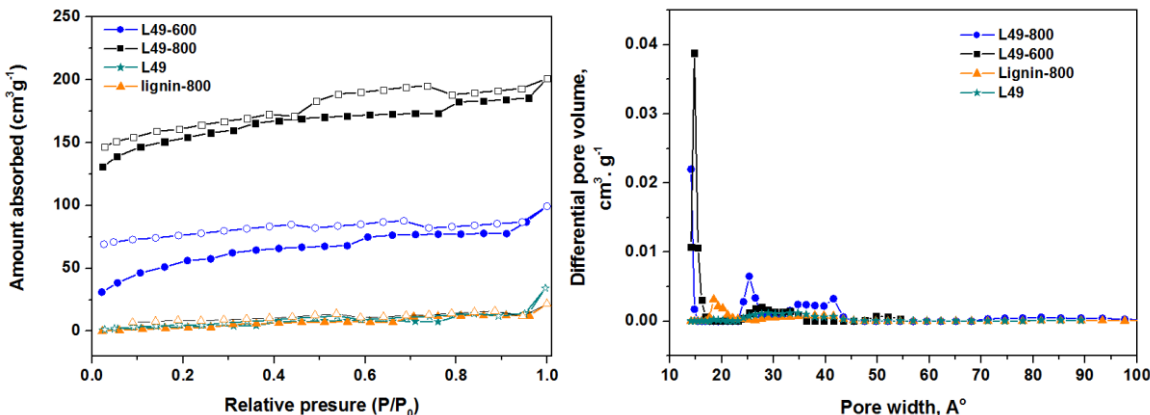 250
200
150
100
50
0
Amount absorbed (cm³g⁻¹)
L49-600
L49-800
L49
lignin-800
0.0 0.2 0.4 0.6 0.8 1.0
Relative presure (P/P₀)
0.04
0.03
0.02
0.01
0.00
Differential pore volume,
cm³. g⁻¹
L49-800
L49-600
Lignin-800
L49
10 20 30 40 50 60 70 80 90 100
Pore width, A°